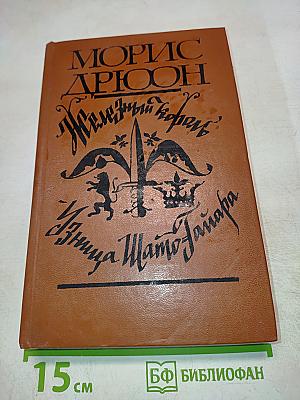 МОРИС
ДРЮОН
Железный король
Узница Шато-Гайара
15 см
БФ БИБЛИОФАН